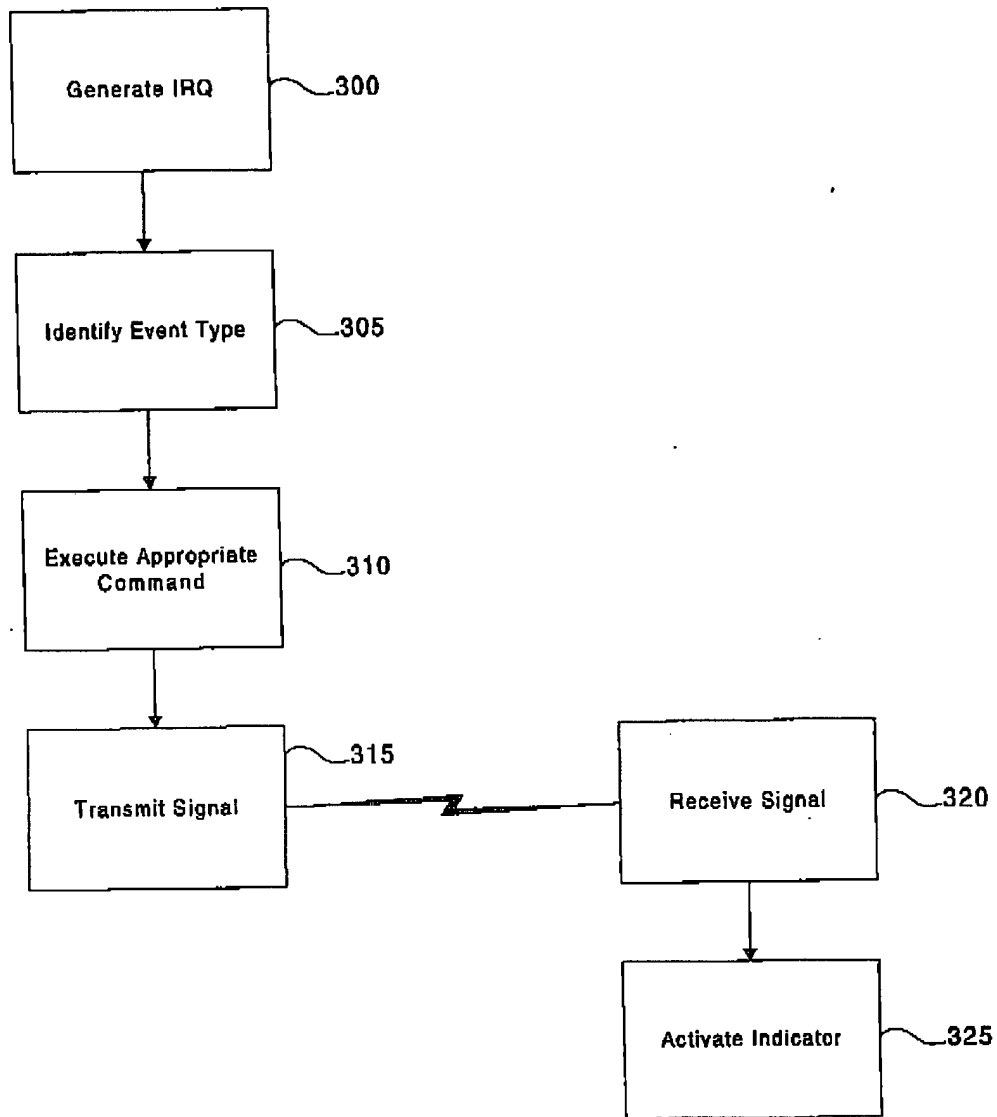 Generate IRQ
300
Identify Event Type
305
Execute Appropriate
Command
310
Transmit Signal
315
Receive Signal
320
Activate Indicator
325